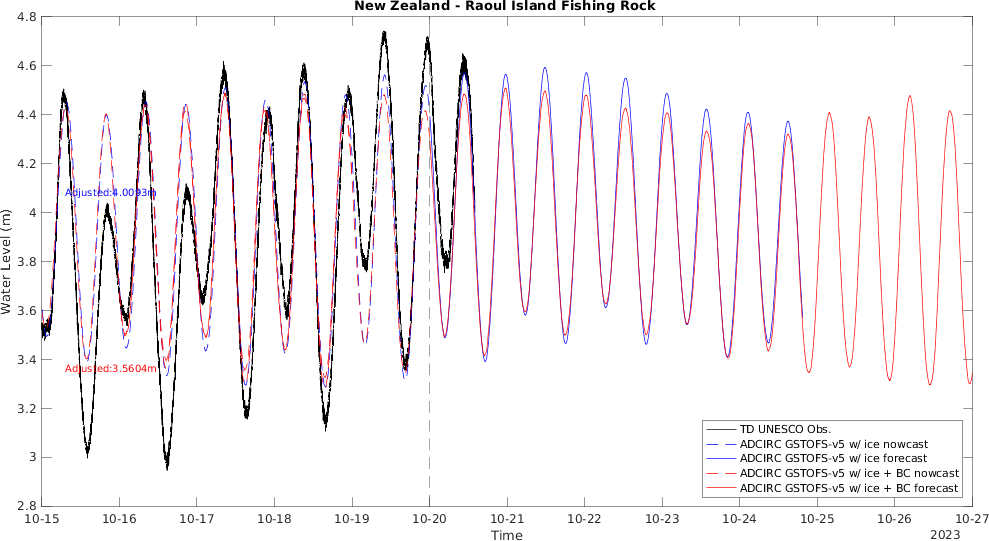 New Zealand - Raoul Island Fishing Rock
4.8
4.6
4.4
4.2
4
3.8
3.6
3.4
3.2
3
2.8
Water Level (m)
Adjusted:4.0093m
Adjusted:3.5604m
TD UNESCO Obs.
ADCIRC GSTOFS-v5 w/ ice nowcast
ADCIRC GSTOFS-v5 w/ ice forecast
ADCIRC GSTOFS-v5 w/ ice + BC nowcast
ADCIRC GSTOFS-v5 w/ ice + BC forecast
10-15 10-16 10-17 10-18 10-19 10-20 10-21 10-22 10-23 10-24 10-25 10-26 10-27
Time
2023